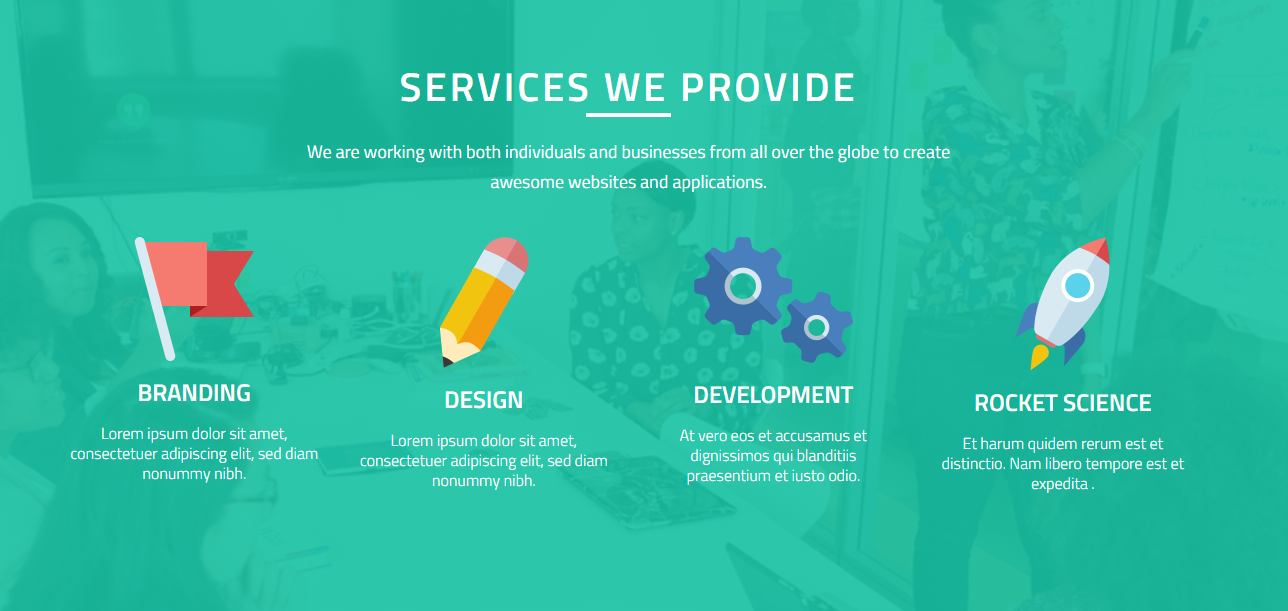 SERVICES WE PROVIDE
We are working with both individuals and businesses from all over the globe to create
awesome websites and applications.
BRANDING
Lorem ipsum dolor sit amet,
consectetuer adipiscing elit, sed diam
nonummy nibh.
DESIGN
Lorem ipsum dolor sit amet,
consectetuer adipiscing elit, sed diam
nonummy nibh.
DEVELOPMENT
At vero eos et accusamus et
dignissimos qui blanditiis
praesentium et iusto odio.
ROCKET SCIENCE
Et harum quidem rerum est et
distinctio. Nam libero tempore est et
expedita .